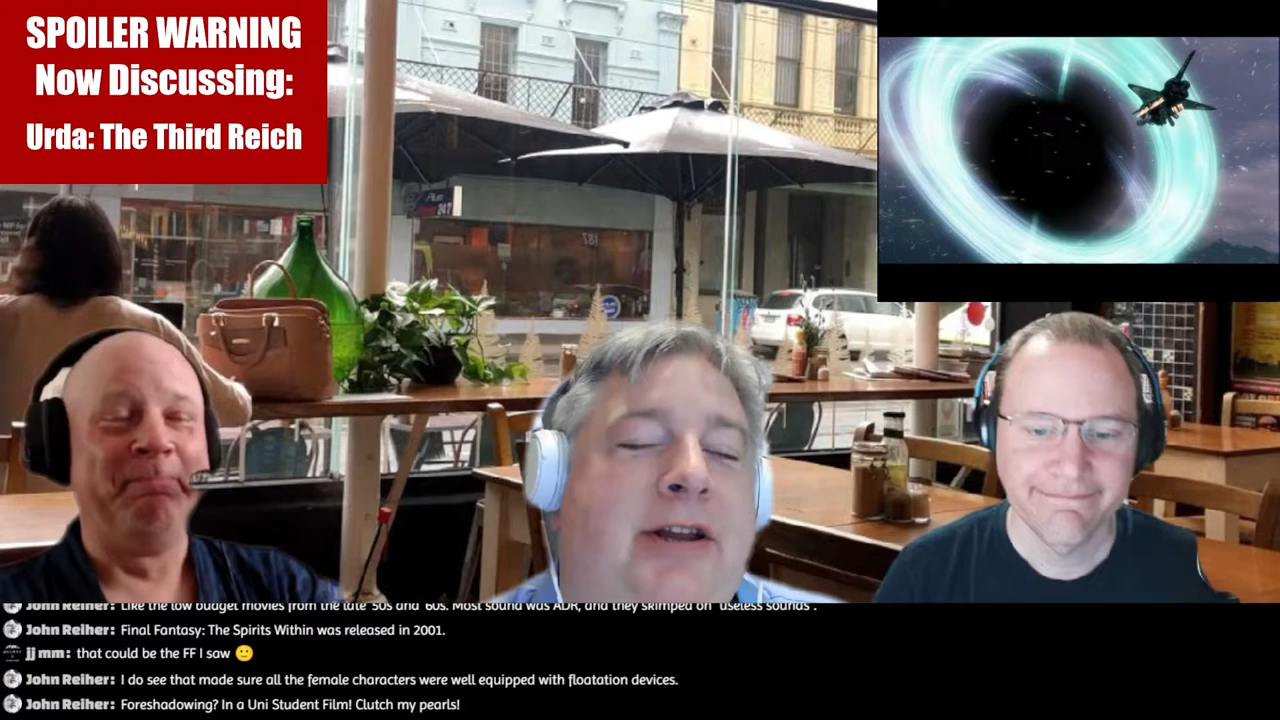 SPOILER WARNING
Now Discussing:
Urda: The Third Reich
247
187
John Reiher: Like the low budget movies from the late 50s and 60s. Most sound was ADR, and they skimped on "useless sounds".
John Reiher: Final Fantasy: The Spirits Within was released in 2001.
jj mm: that could be the FF I saw 🙂
John Reiher: I do see that made sure all the female characters were well equipped with floatation devices.
John Reiher: Foreshadowing? In a Uni Student Film! Clutch my pearls!